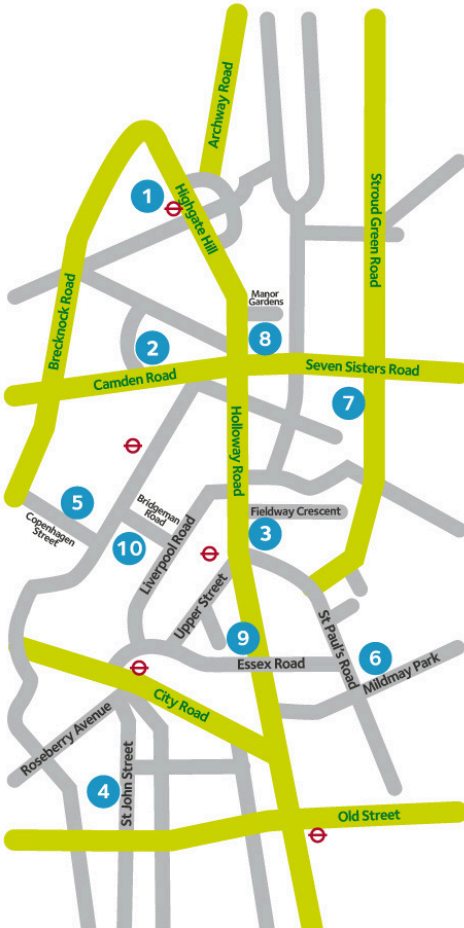 Archway Road
Stroud Green Road
1
Highgate Hill
Brecknock Road
Manor
Gardens
8
2
Camden Road
Seven Sisters Road
7
Holloway Road
5
Copenhagen
Street
Bridgeman
Road
10
Liverpool Road
Fieldway Crescent
3
Upper Street
St Paul's Road
9
Essex Road
6
Mildmay Park
City Road
Roseberry Avenue
4
St John Street
Old Street